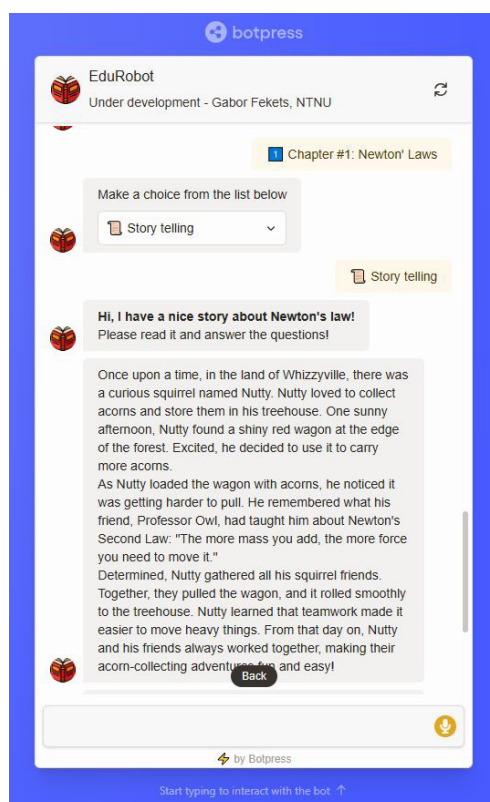 botpress
EduRobot
Under development - Gabor Fekets, NTNU
1 Chapter #1: Newton' Laws
Make a choice from the list below
Story telling
Story telling
Hi, I have a nice story about Newton's law!
Please read it and answer the questions!
Once upon a time, in the land of Whizzyville, there was
a curious squirrel named Nutty. Nutty loved to collect
acorns and store them in his treehouse. One sunny
afternoon, Nutty found a shiny red wagon at the edge
of the forest. Excited, he decided to use it to carry
more acorns.
As Nutty loaded the wagon with acorns, he noticed it
was getting harder to pull. He remembered what his
friend, Professor Owl, had taught him about Newton's
Second Law: "The more mass you add, the more force
you need to move it."
Determined, Nutty gathered all his squirrel friends.
Together, they pulled the wagon, and it rolled smoothly
to the treehouse. Nutty learned that teamwork made it
easier to move heavy things. From that day on, Nutty
and his friends always worked together, making their
acorn-collecting adventures fun and easy!
Back
by Botpress
Start typing to interact with the bot ↑